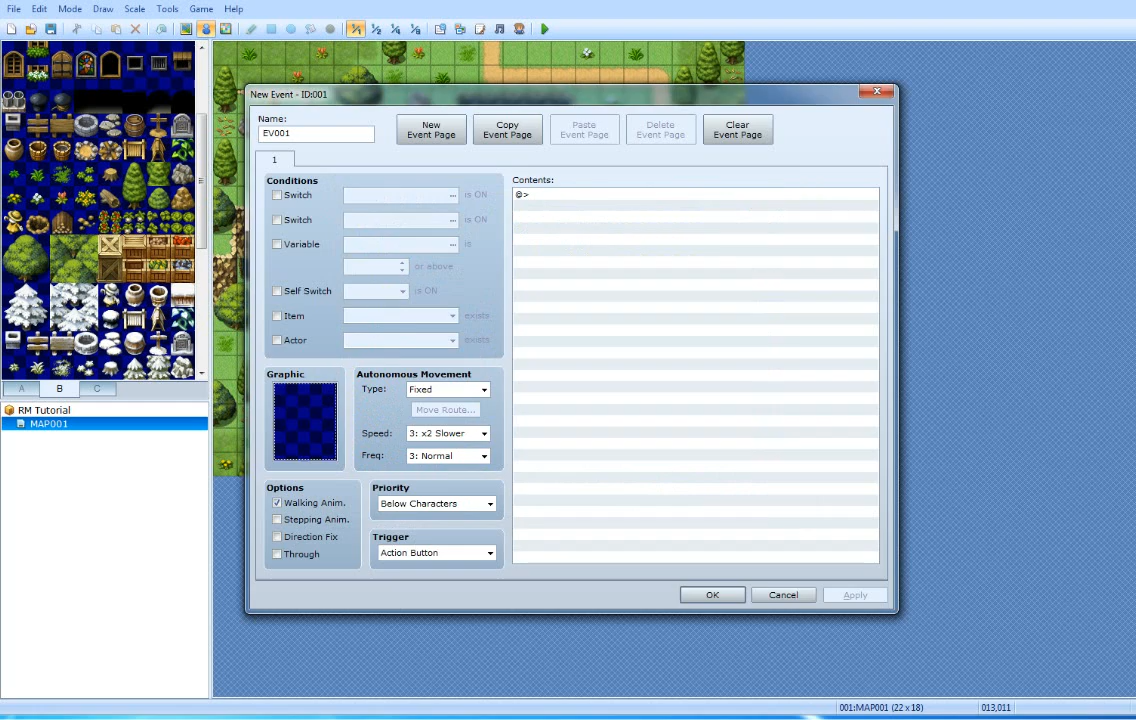 File Edit Mode Draw Scale Tools Game Help
New Event - ID:001
Name:
EV001
New Event Page
Copy Event Page
Paste Event Page
Delete Event Page
Clear Event Page
1
Conditions
Switch ... is ON
Switch ... is ON
Variable ... is
or above
Self Switch is ON
Item exists
Actor exists
Graphic
Autonomous Movement
Type: Fixed
Move Route...
Speed: 3: x2 Slower
Freq: 3: Normal
Options
Walking Anim.
Stepping Anim.
Direction Fix
Through
Priority
Below Characters
Trigger
Action Button
Contents:
@>
OK Cancel Apply
A B C
RM Tutorial
MAP001
001:MAP001 (22 x 18) 013,011